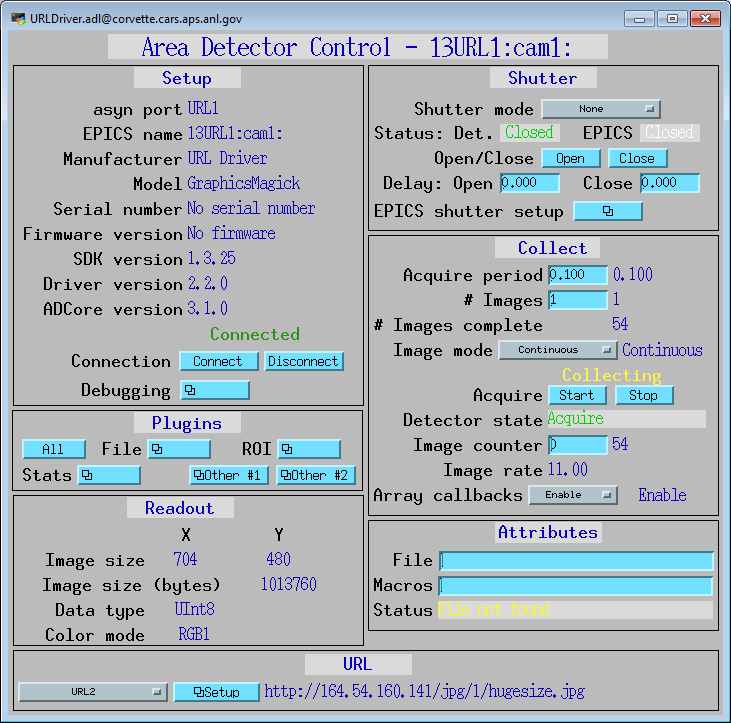 URLDriver.adl@corvette.cars.aps.anl.gov
Area Detector Control - 13URL1:cam1:
Setup
asyn port URL1
EPICS name 13URL1:cam1:
Manufacturer URL Driver
Model GraphicsMagick
Serial number No serial number
Firmware version No firmware
SDK version 1.3.25
Driver version 2.2.0
ADCore version 3.1.0
Connected
Connection Connect Disconnect
Debugging
Plugins
All File ROI
Stats Other #1 Other #2
Readout
X Y
Image size 704 480
Image size (bytes) 1013760
Data type UInt8
Color mode RGB1
Shutter
Shutter mode None
Status: Det. Closed EPICS Closed
Open/Close Open Close
Delay: Open 0.000 Close 0.000
EPICS shutter setup
Collect
Acquire period 0.100 0.100
# Images 1 1
# Images complete 54
Image mode Continuous Continuous
Collecting
Acquire Start Stop
Detector state Acquire
Image counter 0 54
Image rate 11.00
Array callbacks Enable Enable
Attributes
File
Macros
Status File not found
URL
URL2 Setup http://164.54.160.141/jpg/1/hugesize.jpg